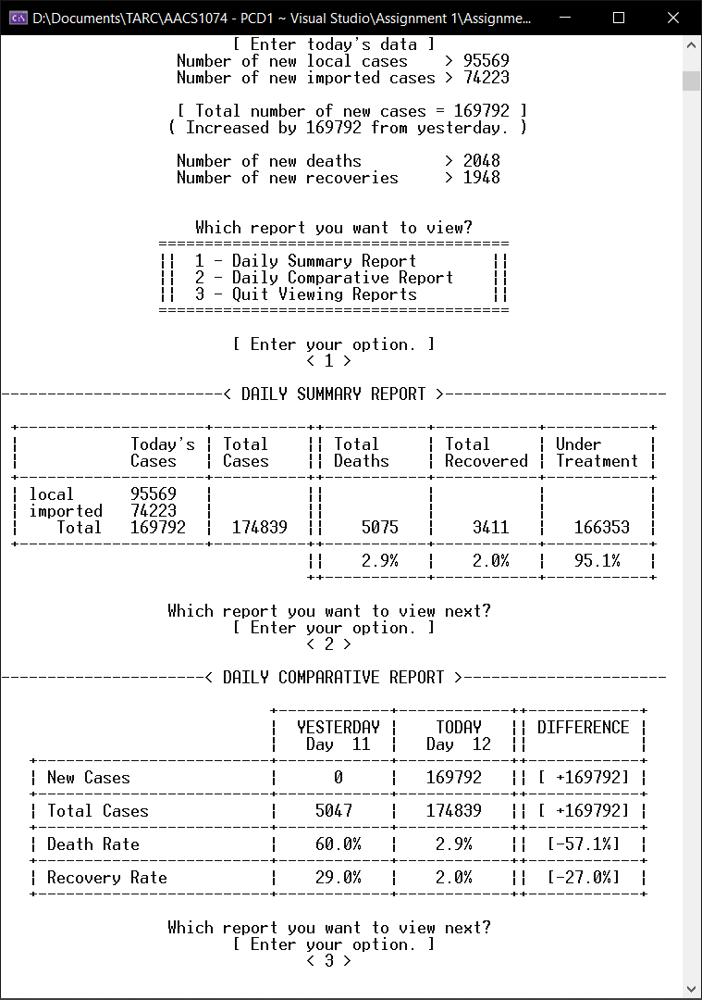 D:\Documents\TARC\AACS1074 - PCD1 ~ Visual Studio\Assignment 1\Assignme...
[ Enter today's data ]
Number of new local cases    > 95569
Number of new imported cases > 74223
[ Total number of new cases = 169792 ]
( Increased by 169792 from yesterday. )
Number of new deaths         > 2048
Number of new recoveries     > 1948
Which report you want to view?
======================================
||  1 - Daily Summary Report        ||
||  2 - Daily Comparative Report    ||
||  3 - Quit Viewing Reports        ||
======================================
[ Enter your option. ]
< 1 >
------------------------< DAILY SUMMARY REPORT >------------------------
+--------------------+----------++-----------+-----------+-----------+
|            Today's | Total    || Total     | Total     | Under     |
|            Cases   | Cases    || Deaths    | Recovered | Treatment |
+--------------------+----------++-----------+-----------+-----------+
| local      95569   |          ||           |           |           |
| imported   74223   |          ||           |           |           |
|    Total   169792  |  174839  ||    5075   |    3411   |   166353  |
+--------------------+----------++-----------+-----------+-----------+
||    2.9%   |    2.0%   |   95.1%   |
++-----------+-----------+-----------+
Which report you want to view next?
[ Enter your option. ]
< 2 >
----------------------< DAILY COMPARATIVE REPORT >----------------------
+------------+------------++------------+
|  YESTERDAY |    TODAY   || DIFFERENCE |
|   Day  11  |   Day  12  ||            |
+-------------------------+------------+------------++------------+
| New Cases               |      0     |   169792   || [ +169792] |
+-------------------------+------------+------------++------------+
| Total Cases             |    5047    |   174839   || [ +169792] |
+-------------------------+------------+------------++------------+
| Death Rate              |    60.0%   |    2.9%    ||  [-57.1%]  |
+-------------------------+------------+------------++------------+
| Recovery Rate           |    29.0%   |    2.0%    ||  [-27.0%]  |
+-------------------------+------------+------------++------------+
Which report you want to view next?
[ Enter your option. ]
< 3 >